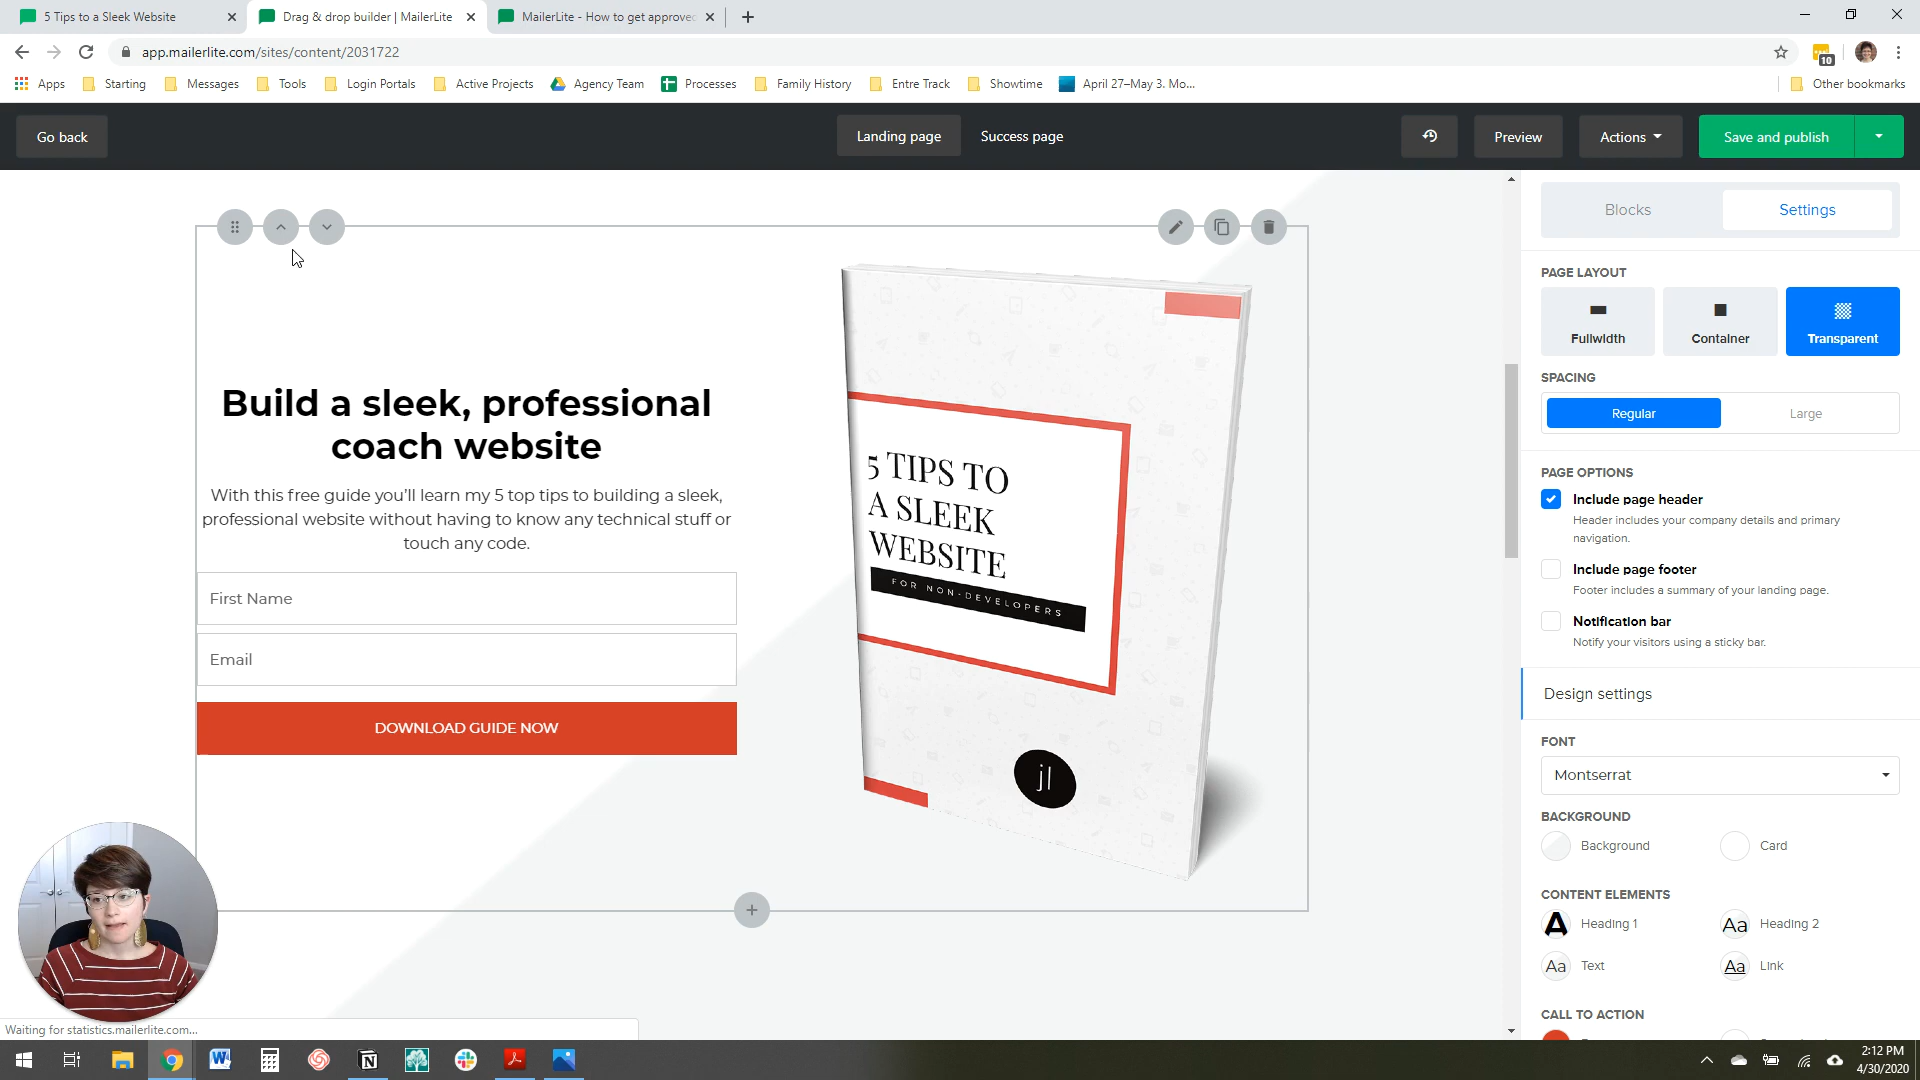 5 Tips to a Sleek Website
Drag & drop builder | MailerLite
MailerLite - How to get approved
app.mailerlite.com/sites/content/2031722
10
Apps
Starting
Messages
Tools
Login Portals
Active Projects
Agency Team
Processes
Family History
Entre Track
Showtime
April 27–May 3. Mo...
Other bookmarks
Go back
Landing page
Success page
Preview
Actions
Save and publish
Blocks
Settings
PAGE LAYOUT
Fullwidth
Container
Transparent
SPACING
Regular
Large
PAGE OPTIONS
Include page header
Header includes your company details and primary
navigation.
Include page footer
Footer includes a summary of your landing page.
Notification bar
Notify your visitors using a sticky bar.
Design settings
FONT
Montserrat
BACKGROUND
Background
Card
CONTENT ELEMENTS
A Heading 1
Aa Heading 2
Aa Text
Aa Link
CALL TO ACTION
Build a sleek, professional
coach website
With this free guide you'll learn my 5 top tips to building a sleek,
professional website without having to know any technical stuff or
touch any code.
First Name
Email
DOWNLOAD GUIDE NOW
5 TIPS TO
A SLEEK
WEBSITE
FOR NON-DEVELOPERS
jl
Waiting for statistics.mailerlite.com...
2:12 PM
4/30/2020